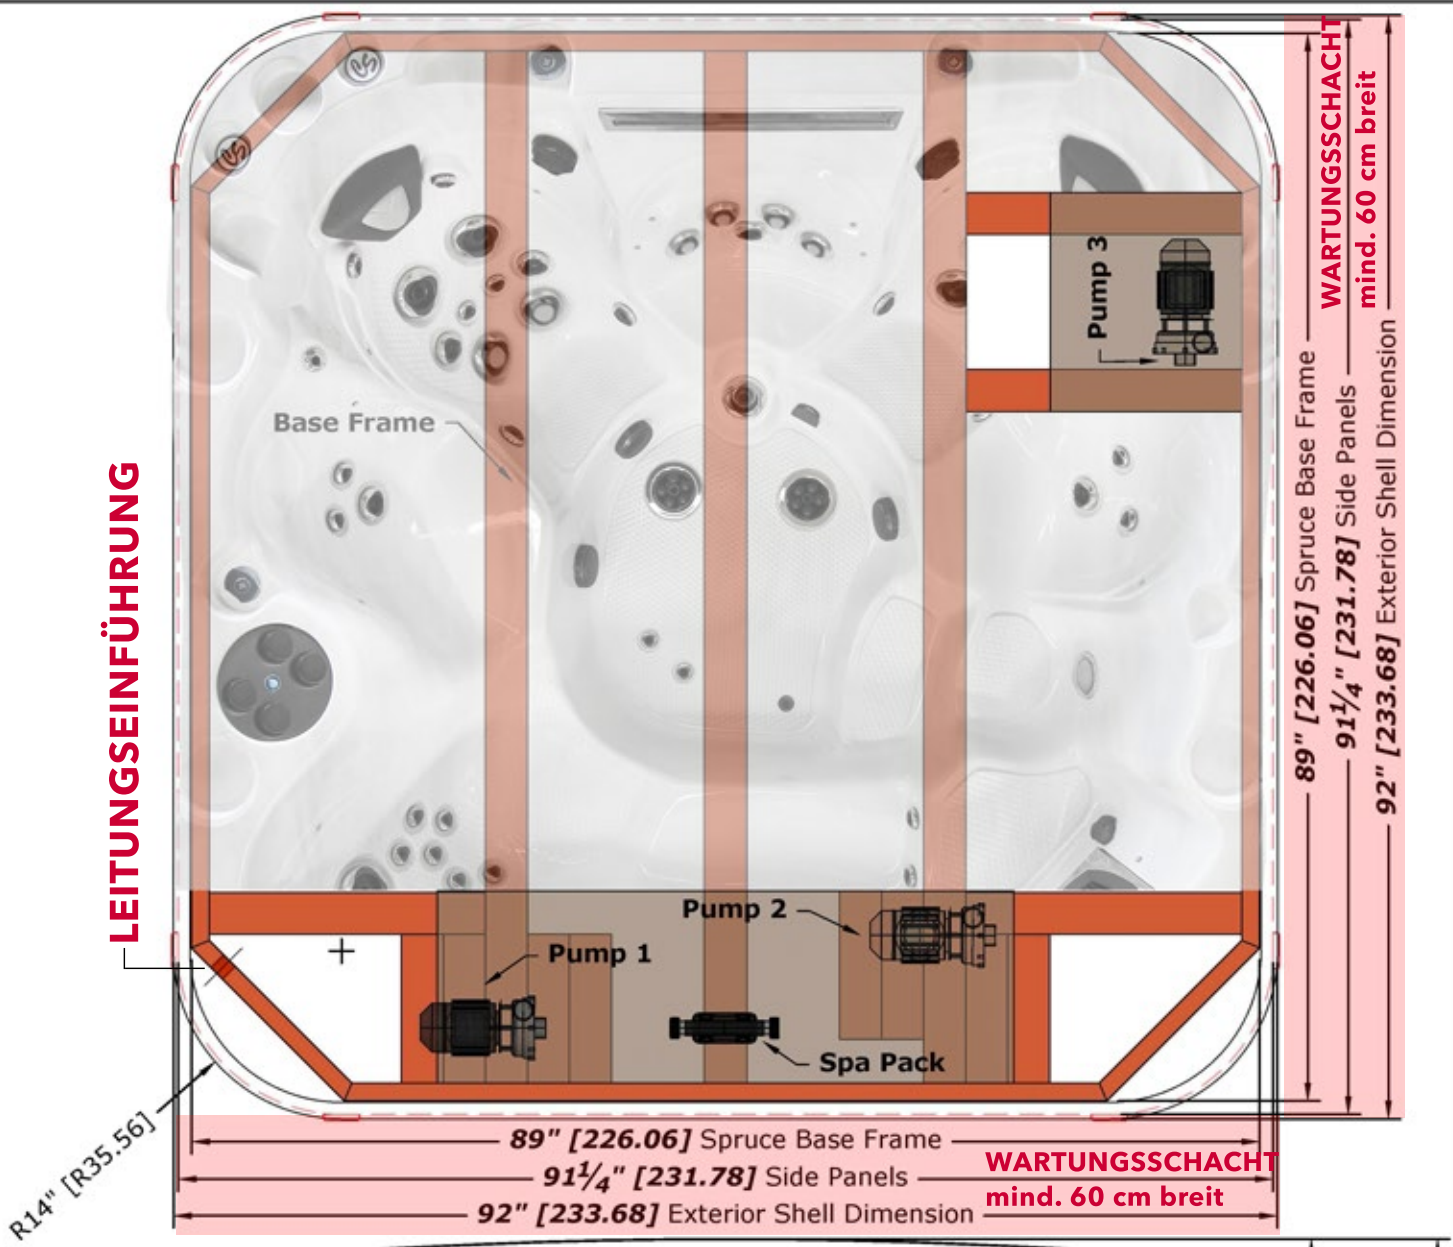 WARTUNGSSCHACHT
mind. 60 cm breit
Pump 3
Base Frame
LEITUNGSEINFÜHRUNG
89" [226.06] Spruce Base Frame
91¼" [231.78] Side Panels
92" [233.68] Exterior Shell Dimension
Pump 2
Pump 1
Spa Pack
R14" [R35.56]
89" [226.06] Spruce Base Frame
91¼" [231.78] Side Panels
92" [233.68] Exterior Shell Dimension
WARTUNGSSCHACHT
mind. 60 cm breit